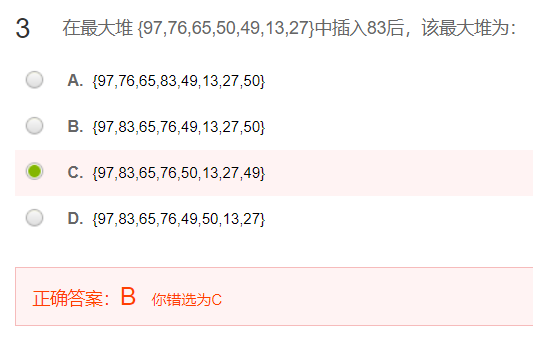 3 在最大堆 {97,76,65,50,49,13,27}中插入83后，该最大堆为：
A. {97,76,65,83,49,13,27,50}
B. {97,83,65,76,49,13,27,50}
C. {97,83,65,76,50,13,27,49}
D. {97,83,65,76,49,50,13,27}
正确答案：B 你错选为C